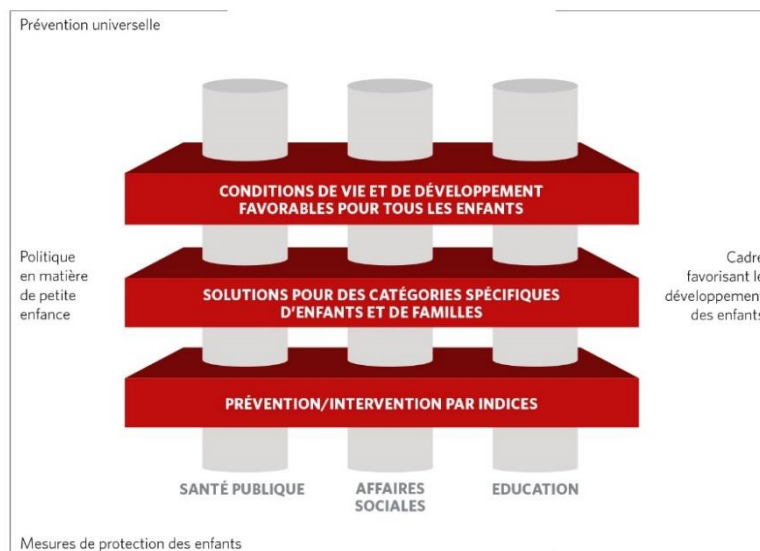 Prévention universelle
CONDITIONS DE VIE ET DE DÉVELOPPEMENT
FAVORABLES POUR TOUS LES ENFANTS
Politique
en matière
de petite
enfance
SOLUTIONS POUR DES CATÉGORIES SPÉCIFIQUES
D'ENFANTS ET DE FAMILLES
Cadre
favorisant le
développement
des enfants
PRÉVENTION/INTERVENTION PAR INDICES
SANTÉ PUBLIQUE
AFFAIRES
SOCIALES
EDUCATION
Mesures de protection des enfants